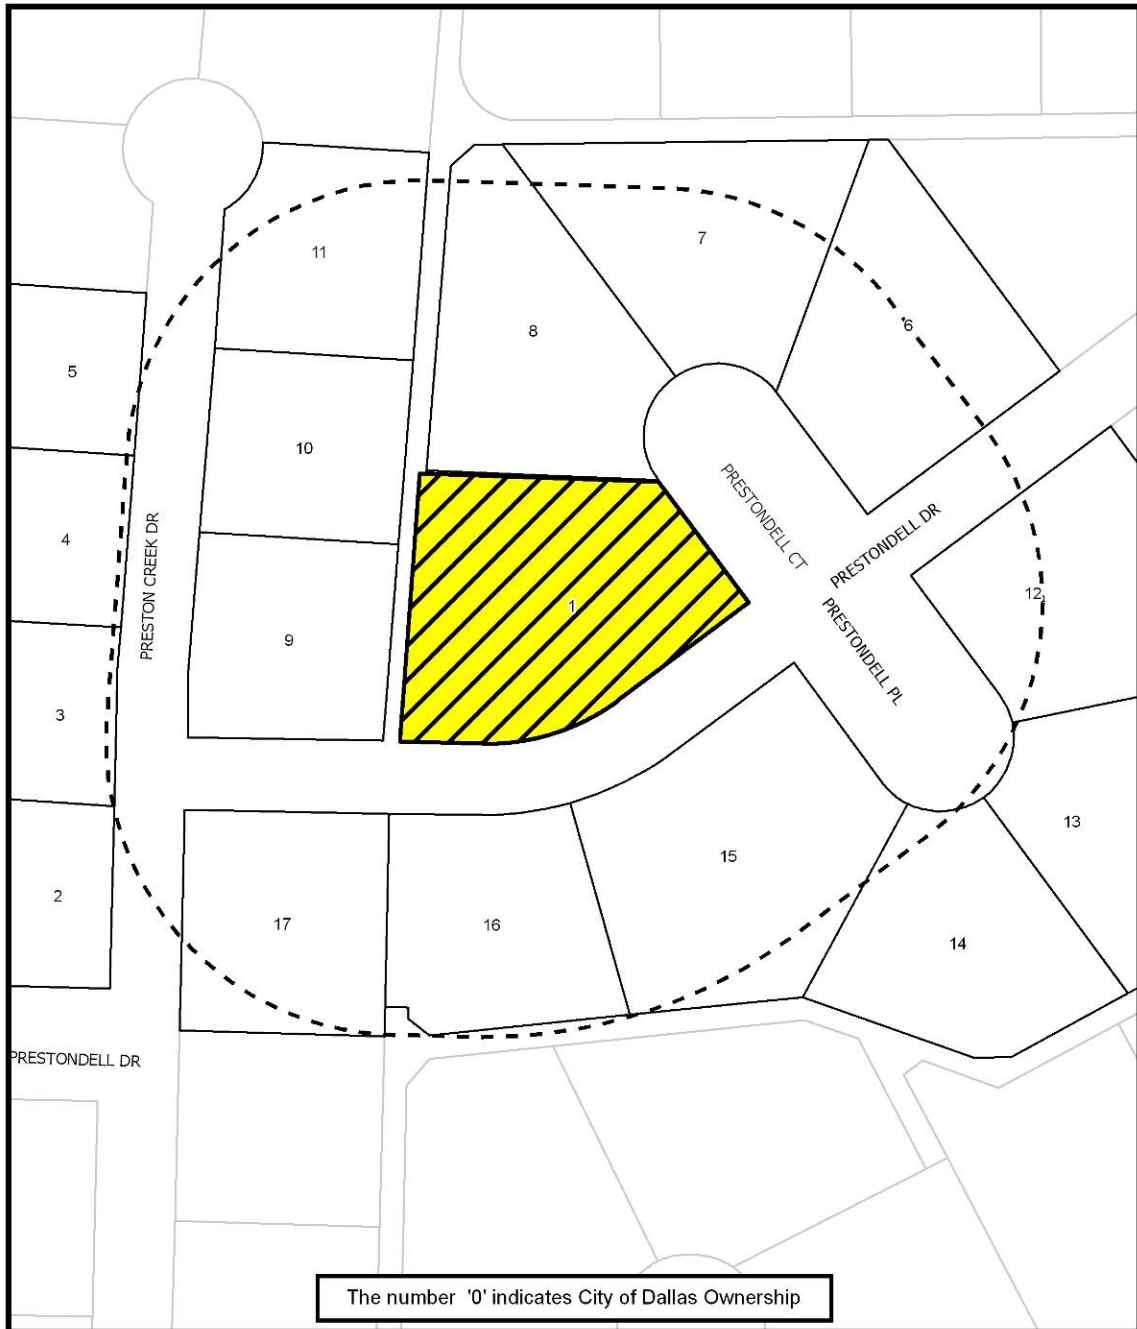 7
11
6
8
5
10
PRESTONDELL CT
PRESTONDELL DR
4
PRESTON CREEK DR
12
1
9
PRESTONDELL PL
3
13
15
2
17
16
14
PRESTONDELL DR
The number '0' indicates City of Dallas Ownership